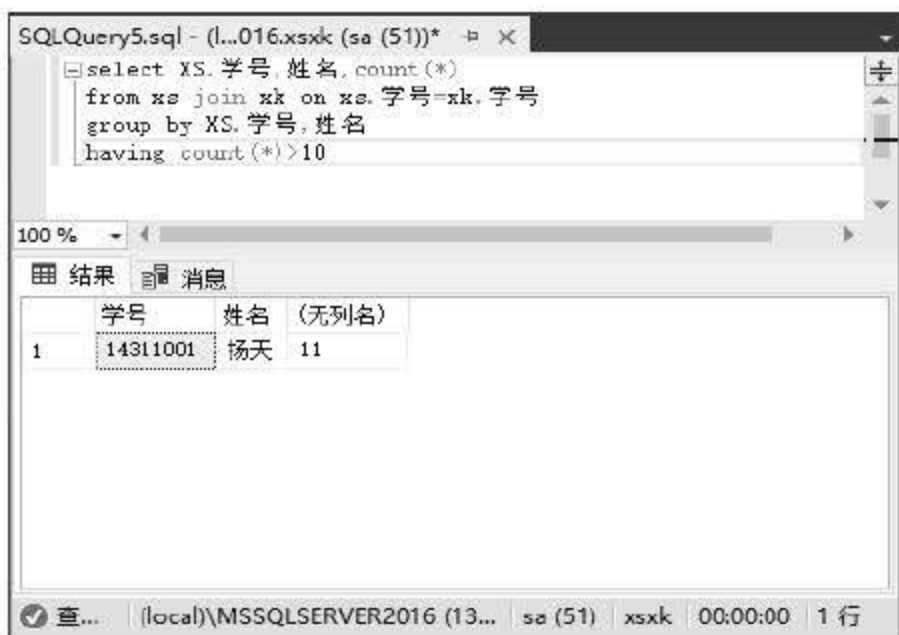 SQLQuery5.sql - (l...016.xsxk (sa (51))*
select XS.学号,姓名,count(*)
from xs join xk on xs.学号=xk.学号
group by XS.学号,姓名
having count(*)>10
100 %
结果 消息
学号 姓名 (无列名)
1 14311001 杨天 11
查... (local)\MSSQLSERVER2016 (13... sa (51) xsxk 00:00:00 1 行